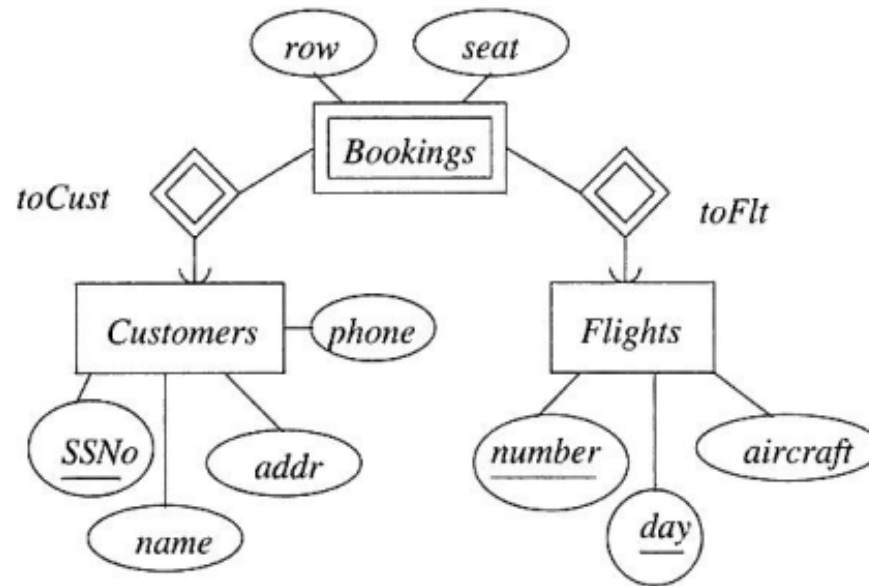 row
seat
Bookings
toCust
toFlt
Customers
phone
Flights
SSNo
addr
number
aircraft
name
day